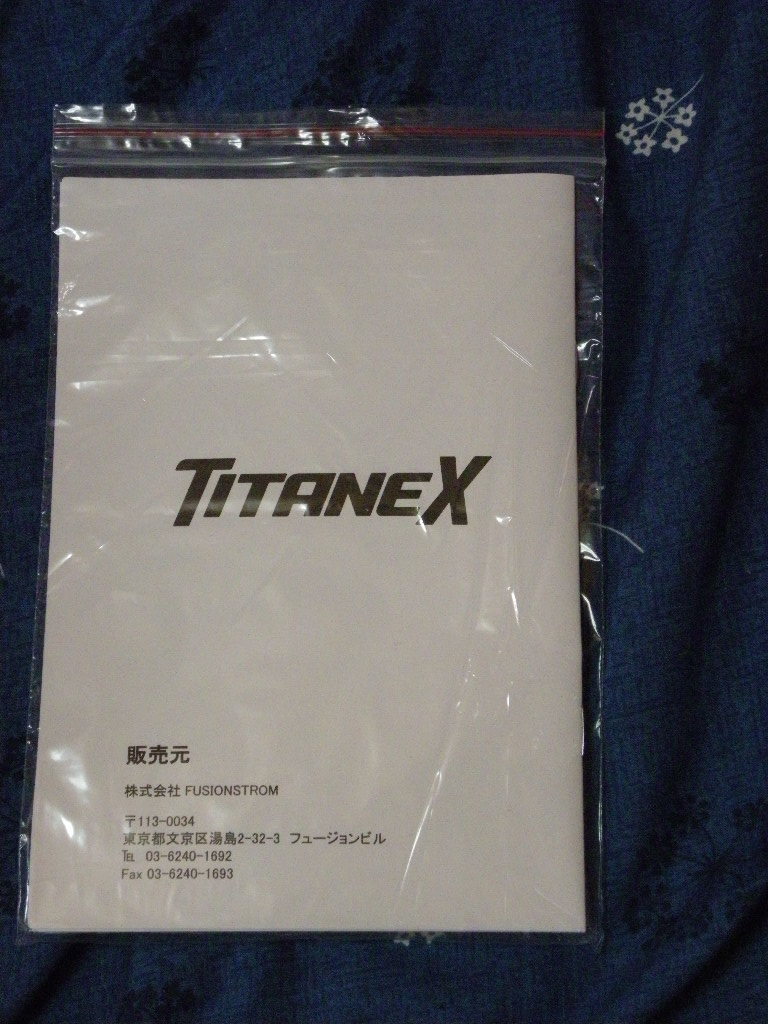 TITANEX
販売元
株式会社 FUSIONSTROM
〒113-0034
東京都文京区湯島2-32-3 フュージョンビル
℡ 03-6240-1692
Fax 03-6240-1693